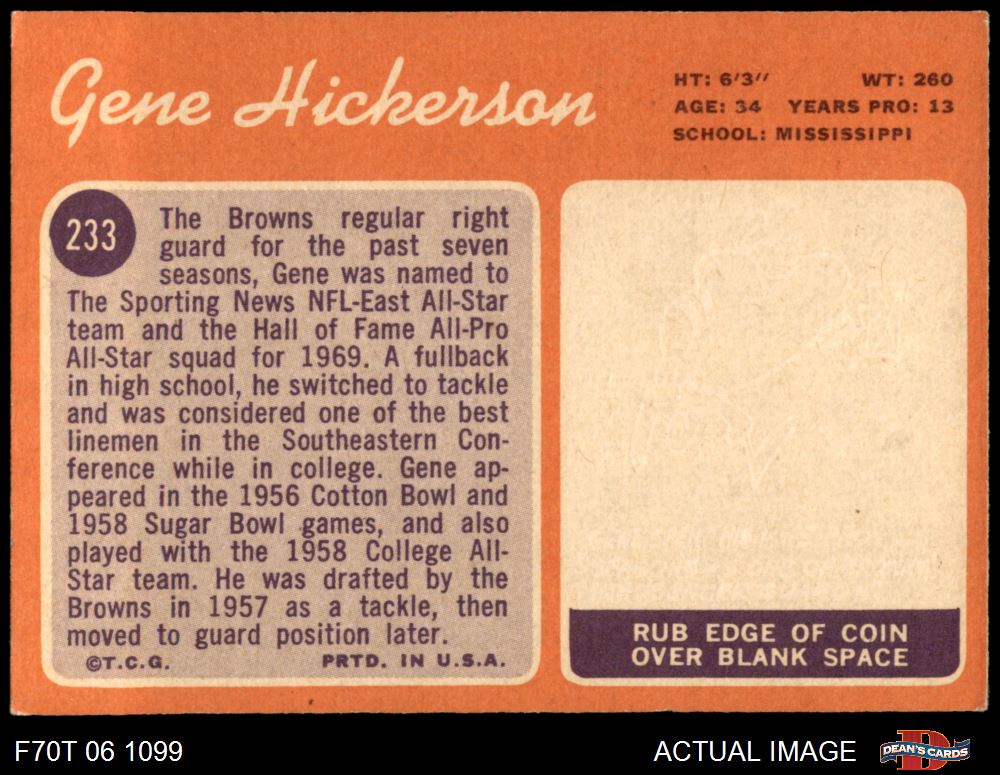 Gene Hickerson
HT: 6'3" WT: 260
AGE: 34 YEARS PRO: 13
SCHOOL: MISSISSIPPI
233
The Browns regular right
guard for the past seven
seasons, Gene was named to
The Sporting News NFL-East All-Star
team and the Hall of Fame All-Pro
All-Star squad for 1969. A fullback
in high school, he switched to tackle
and was considered one of the best
linemen in the Southeastern Con-
ference while in college. Gene ap-
peared in the 1956 Cotton Bowl and
1958 Sugar Bowl games, and also
played with the 1958 College All-
Star team. He was drafted by the
Browns in 1957 as a tackle, then
moved to guard position later.
©T.C.G. PRTD. IN U.S.A.
RUB EDGE OF COIN
OVER BLANK SPACE
F70T 06 1099
ACTUAL IMAGE
DEAN'S CARDS